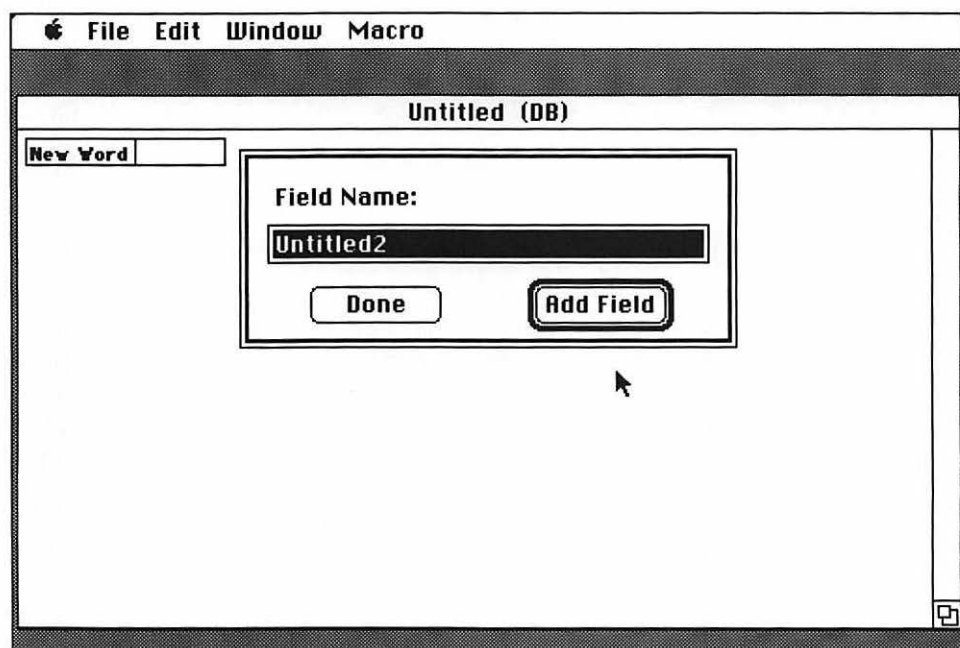 File Edit Window Macro
Untitled (DB)
New Word
Field Name:
Untitled2
Done Add Field